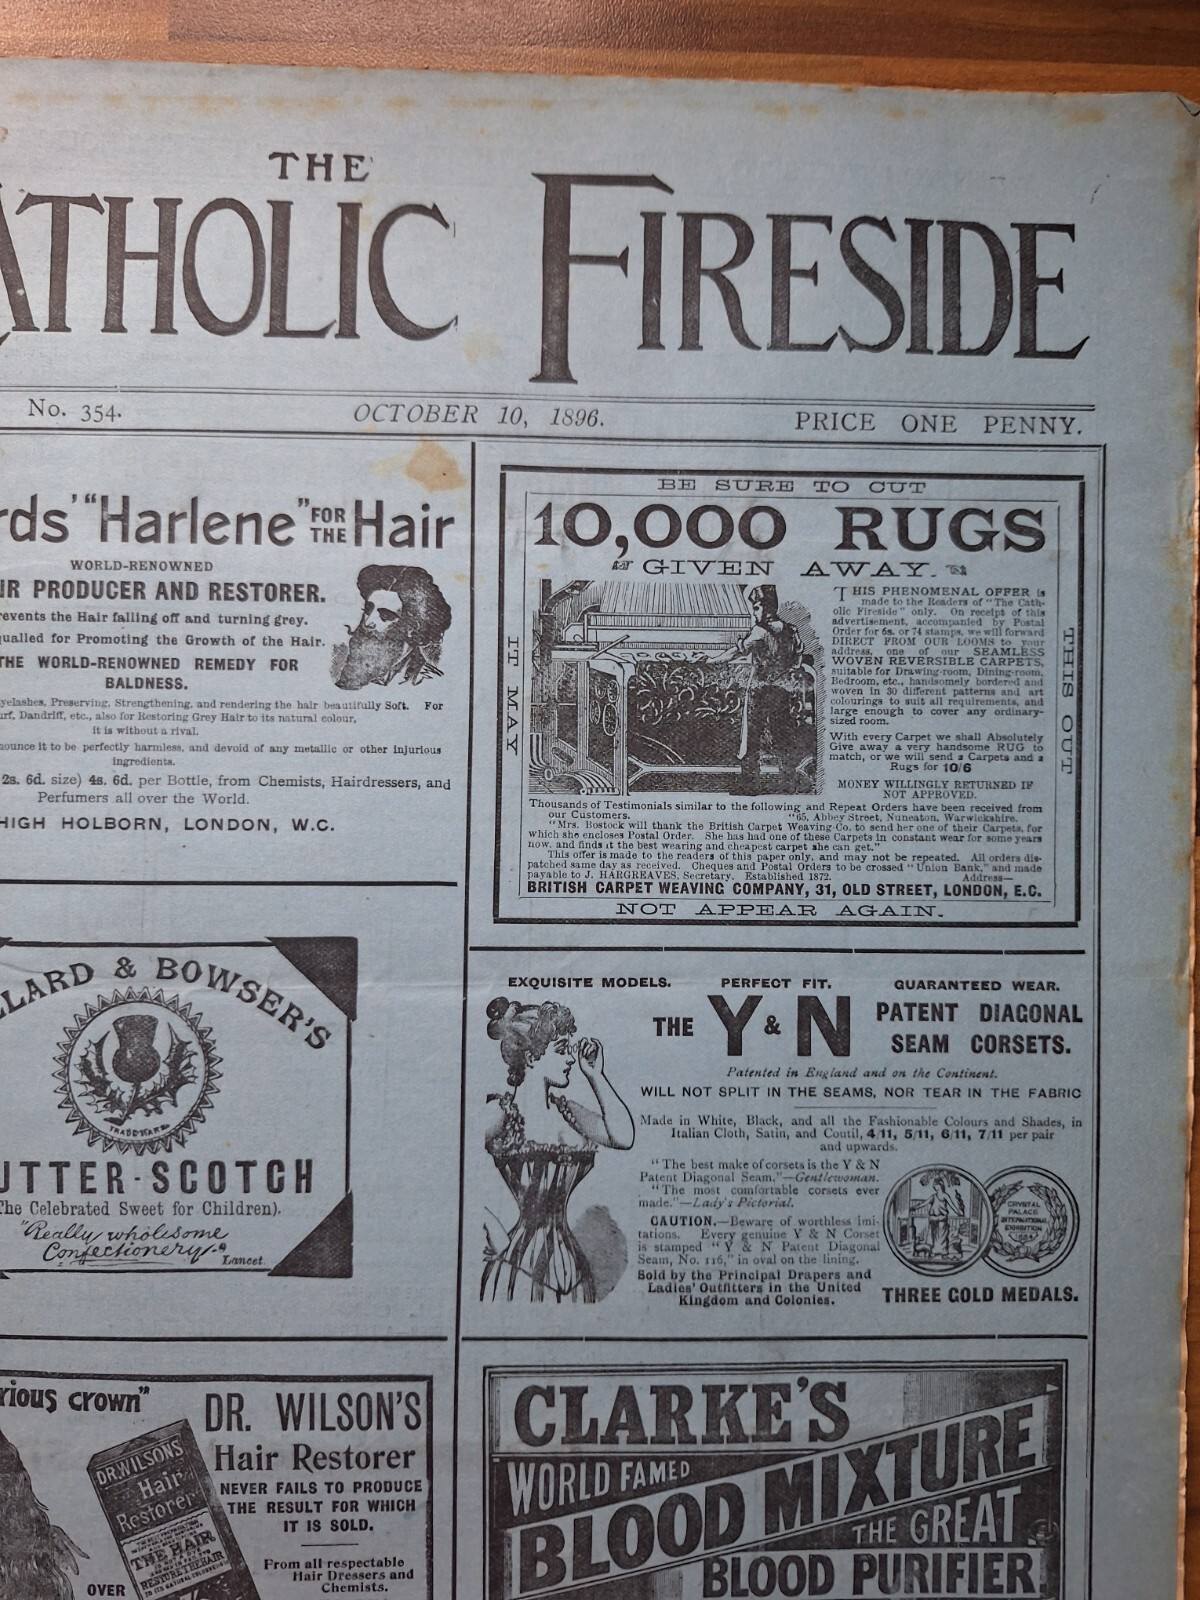 THE
CATHOLIC FIRESIDE
No. 354.
OCTOBER 10, 1896.
PRICE ONE PENNY.
rds' "Harlene" FOR THE Hair
WORLD-RENOWNED
IR PRODUCER AND RESTORER.
revents the Hair falling off and turning grey.
qualled for Promoting the Growth of the Hair.
THE WORLD-RENOWNED REMEDY FOR
BALDNESS.
yelashes, Preserving, Strengthening, and rendering the hair beautifully Soft. For
urf, Dandriff, etc., also for Restoring Grey Hair to its natural colour,
it is without a rival.
nounce it to be perfectly harmless, and devoid of any metallic or other injurious
ingredients.
2s. 6d. size) 4s. 6d. per Bottle, from Chemists, Hairdressers, and
Perfumers all over the World.
HIGH HOLBORN, LONDON, W.C.
LLARD & BOWSER'S
TRADE MARK
UTTER-SCOTCH
The Celebrated Sweet for Children).
"Really wholesome
Confectionery."
Lancet.
rious crown"
DR. WILSON'S
Hair Restorer
NEVER FAILS TO PRODUCE
THE RESULT FOR WHICH
IT IS SOLD.
From all respectable
Hair Dressers and
Chemists.
DR. WILSONS
Hair
Restorer
THE HAIR
RESTORE THE HAIR
OVER
BE SURE TO CUT
THIS OUT
IT MAY
NOT APPEAR AGAIN.
10,000 RUGS
GIVEN AWAY.
THIS PHENOMENAL OFFER is
made to the Readers of "The Cath-
olic Fireside" only. On receipt of this
advertisement, accompanied by Postal
Order for 6s. or 74 stamps, we will forward
DIRECT FROM OUR LOOMS to your
address, one of our SEAMLESS
WOVEN REVERSIBLE CARPETS,
suitable for Drawing-room, Dining-room,
Bedroom, etc., handsomely bordered and
woven in 30 different patterns and art
colourings to suit all requirements, and
large enough to cover any ordinary-
sized room.
With every Carpet we shall Absolutely
Give away a very handsome RUG to
match, or we will send 2 Carpets and 2
Rugs for 10/6
MONEY WILLINGLY RETURNED IF
NOT APPROVED.
Thousands of Testimonials similar to the following and Repeat Orders have been received from
our Customers. "65, Abbey Street, Nuneaton, Warwickshire.
"Mrs. Bostock will thank the British Carpet Weaving Co. to send her one of their Carpets, for
which she encloses Postal Order. She has had one of these Carpets in constant wear for some years
now, and finds it the best wearing and cheapest carpet she can get."
This offer is made to the readers of this paper only, and may not be repeated. All orders dis-
patched same day as received. Cheques and Postal Orders to be crossed "Union Bank," and made
payable to J. HARGREAVES, Secretary. Established 1872. Address—
BRITISH CARPET WEAVING COMPANY, 31, OLD STREET, LONDON, E.C.
EXQUISITE MODELS. PERFECT FIT. GUARANTEED WEAR.
THE Y & N PATENT DIAGONAL
SEAM CORSETS.
Patented in England and on the Continent.
WILL NOT SPLIT IN THE SEAMS, NOR TEAR IN THE FABRIC
Made in White, Black, and all the Fashionable Colours and Shades, in
Italian Cloth, Satin, and Coutil, 4/11, 5/11, 6/11, 7/11 per pair
and upwards.
"The best make of corsets is the Y & N
Patent Diagonal Seam."—Gentlewoman.
"The most comfortable corsets ever
made."—Lady's Pictorial.
CAUTION.—Beware of worthless imi-
tations. Every genuine Y & N Corset
is stamped "Y & N Patent Diagonal
Seam, No. 116," in oval on the lining.
Sold by the Principal Drapers and
Ladies' Outfitters in the United
Kingdom and Colonies.
CRYSTAL
PALACE
INTERNATIONAL
EXHIBITION
1884
THREE GOLD MEDALS.
CLARKE'S
WORLD FAMED
BLOOD MIXTURE
THE GREAT
BLOOD PURIFIER